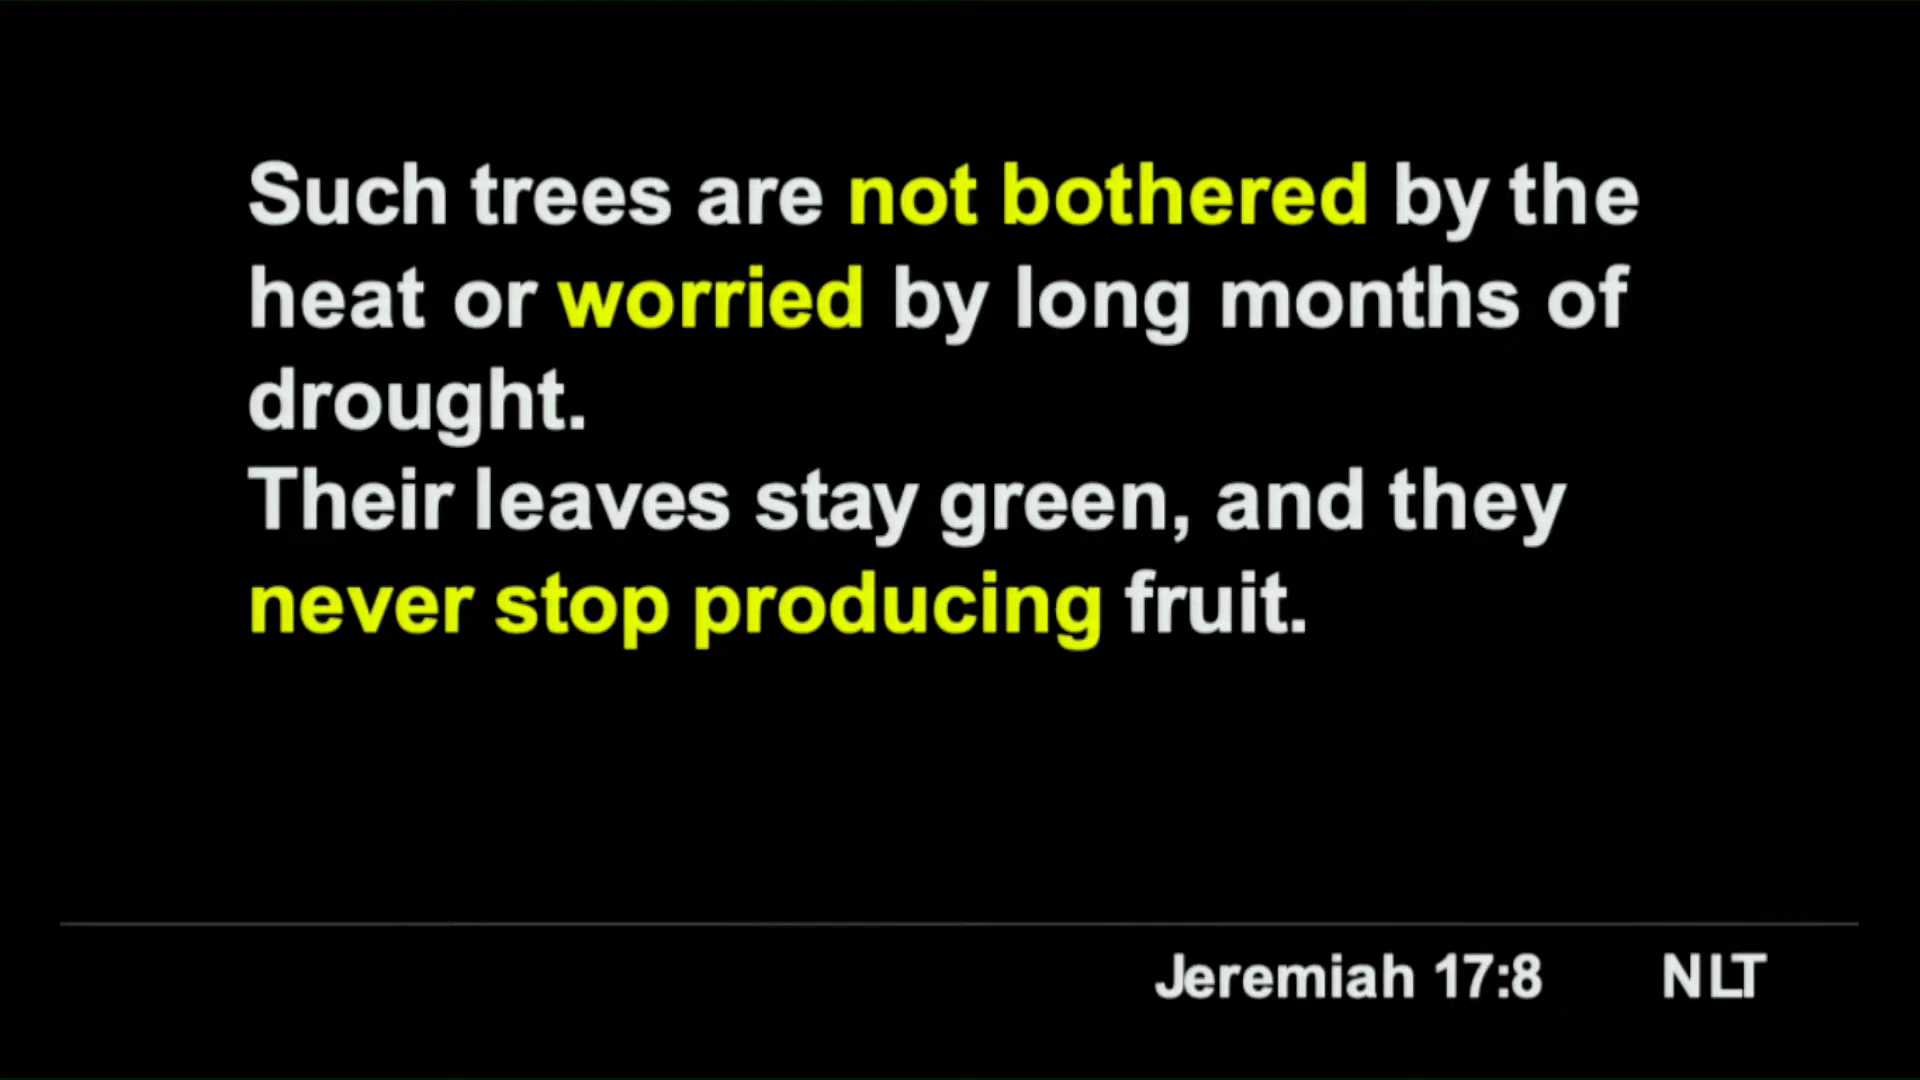 Such trees are not bothered by the
heat or worried by long months of
drought.
Their leaves stay green, and they
never stop producing fruit.
Jeremiah 17:8 NLT